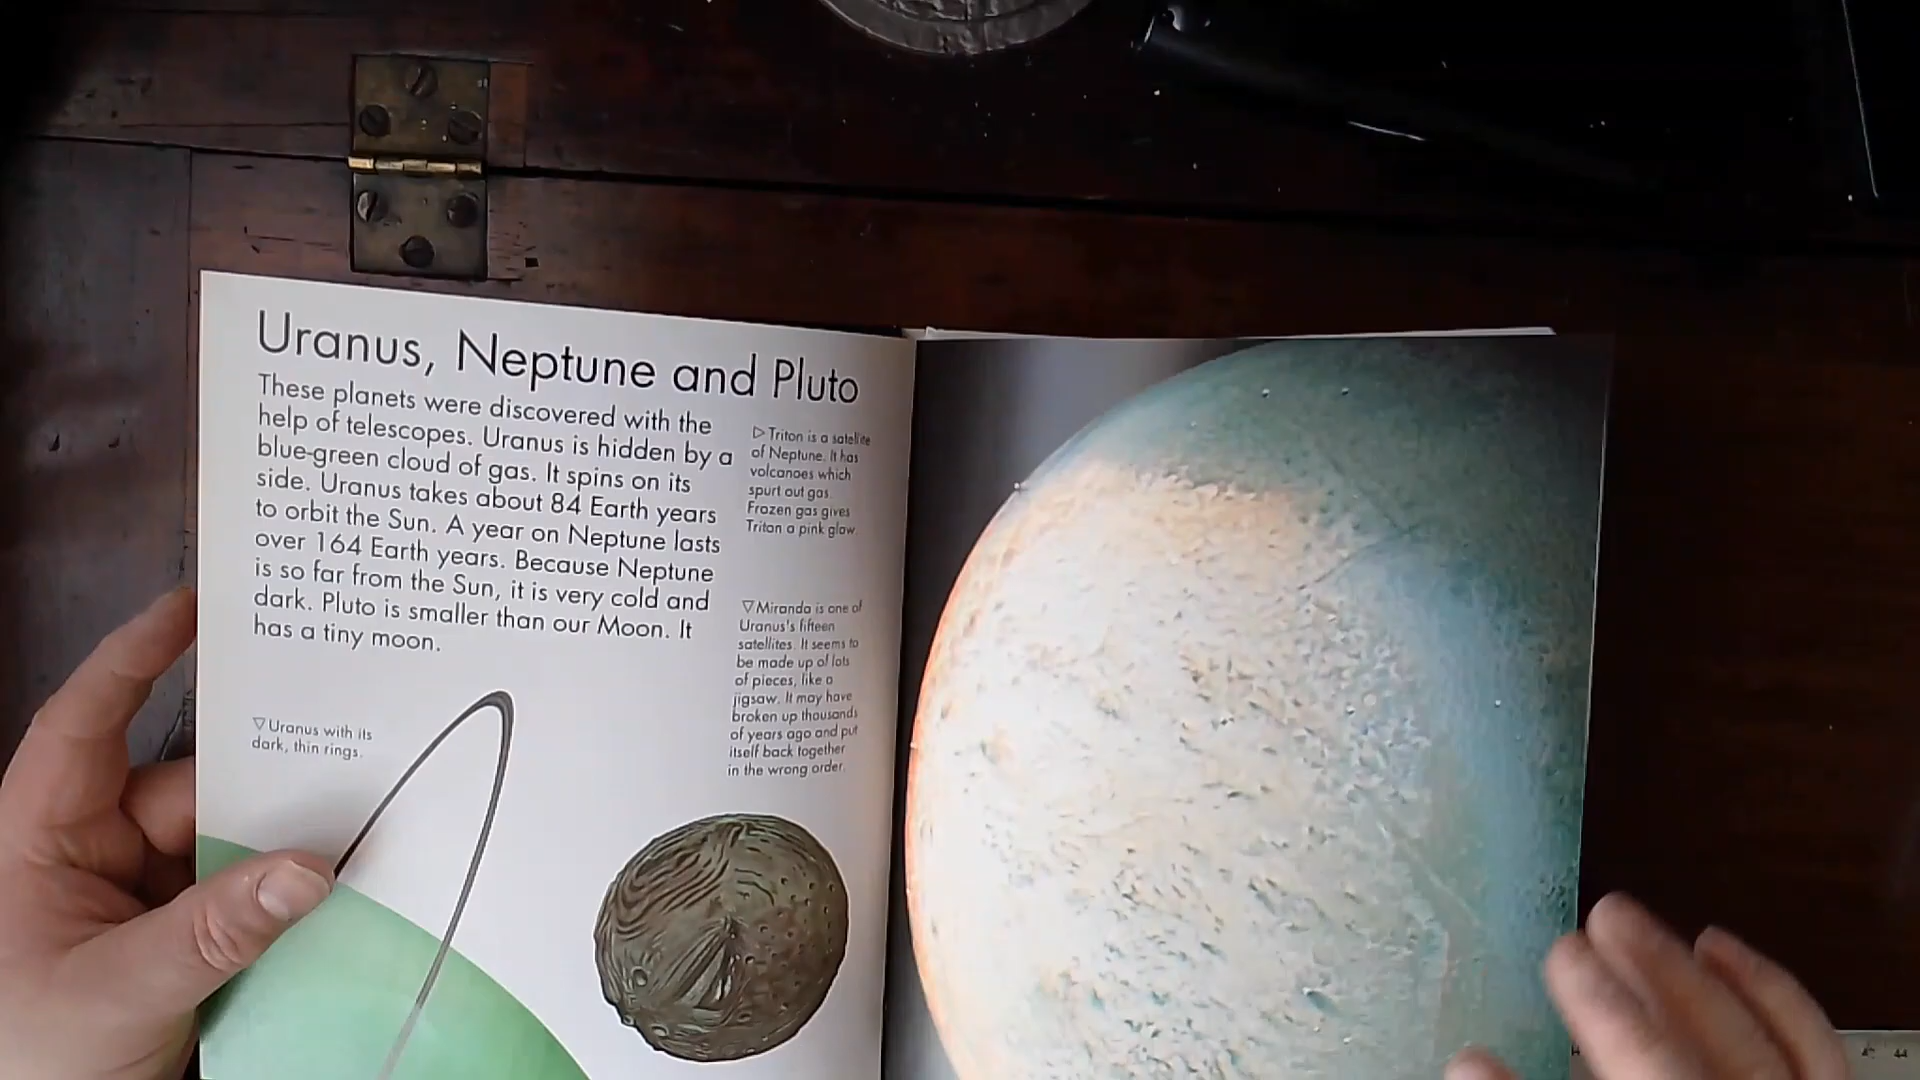 Uranus, Neptune and Pluto
These planets were discovered with the
help of telescopes. Uranus is hidden by a
blue-green cloud of gas. It spins on its
side. Uranus takes about 84 Earth years
to orbit the Sun. A year on Neptune lasts
over 164 Earth years. Because Neptune
is so far from the Sun, it is very cold and
dark. Pluto is smaller than our Moon. It
has a tiny moon.
▷Triton is a satellite
of Neptune. It has
volcanoes which
spurt out gas.
Frozen gas gives
Triton a pink glow.
▽Miranda is one of
Uranus's fifteen
satellites. It seems to
be made up of lots
of pieces, like a
jigsaw. It may have
broken up thousands
of years ago and put
itself back together
in the wrong order.
▽Uranus with its
dark, thin rings.
44